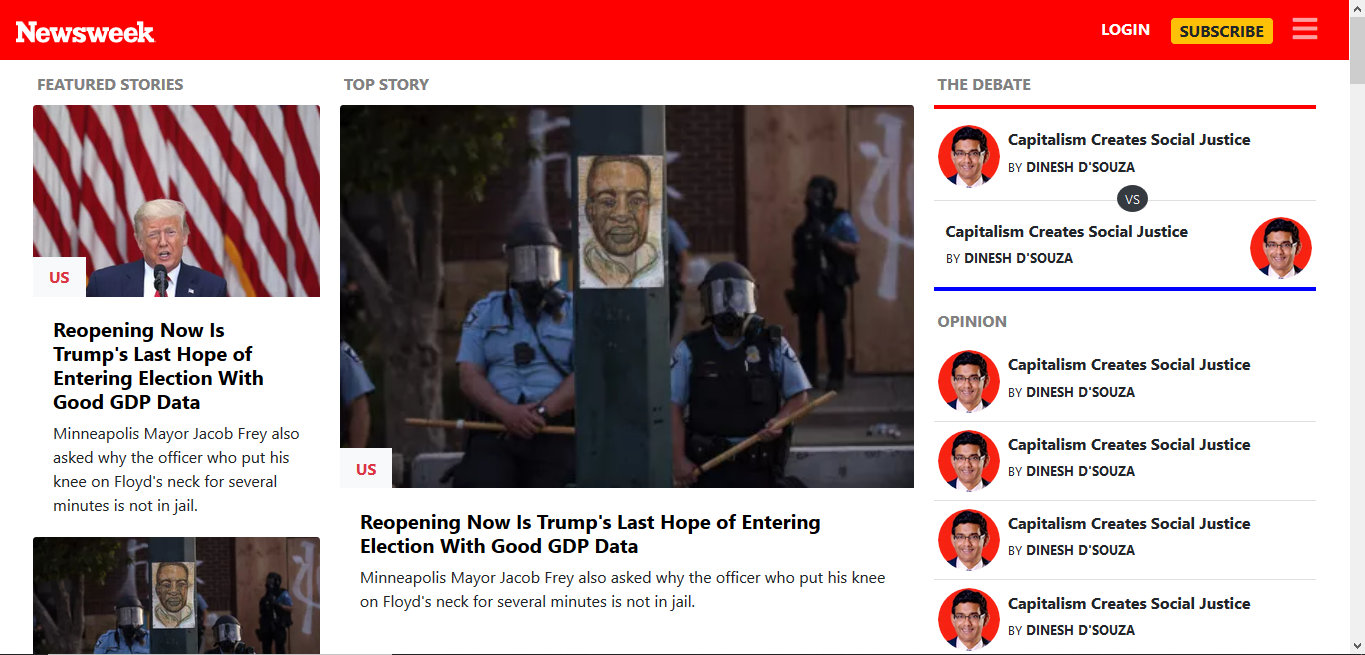 Newsweek
LOGIN
SUBSCRIBE
FEATURED STORIES
US
Reopening Now Is
Trump's Last Hope of
Entering Election With
Good GDP Data
Minneapolis Mayor Jacob Frey also
asked why the officer who put his
knee on Floyd's neck for several
minutes is not in jail.
TOP STORY
US
Reopening Now Is Trump's Last Hope of Entering
Election With Good GDP Data
Minneapolis Mayor Jacob Frey also asked why the officer who put his knee
on Floyd's neck for several minutes is not in jail.
THE DEBATE
Capitalism Creates Social Justice
BY DINESH D'SOUZA
VS
Capitalism Creates Social Justice
BY DINESH D'SOUZA
OPINION
Capitalism Creates Social Justice
BY DINESH D'SOUZA
Capitalism Creates Social Justice
BY DINESH D'SOUZA
Capitalism Creates Social Justice
BY DINESH D'SOUZA
Capitalism Creates Social Justice
BY DINESH D'SOUZA